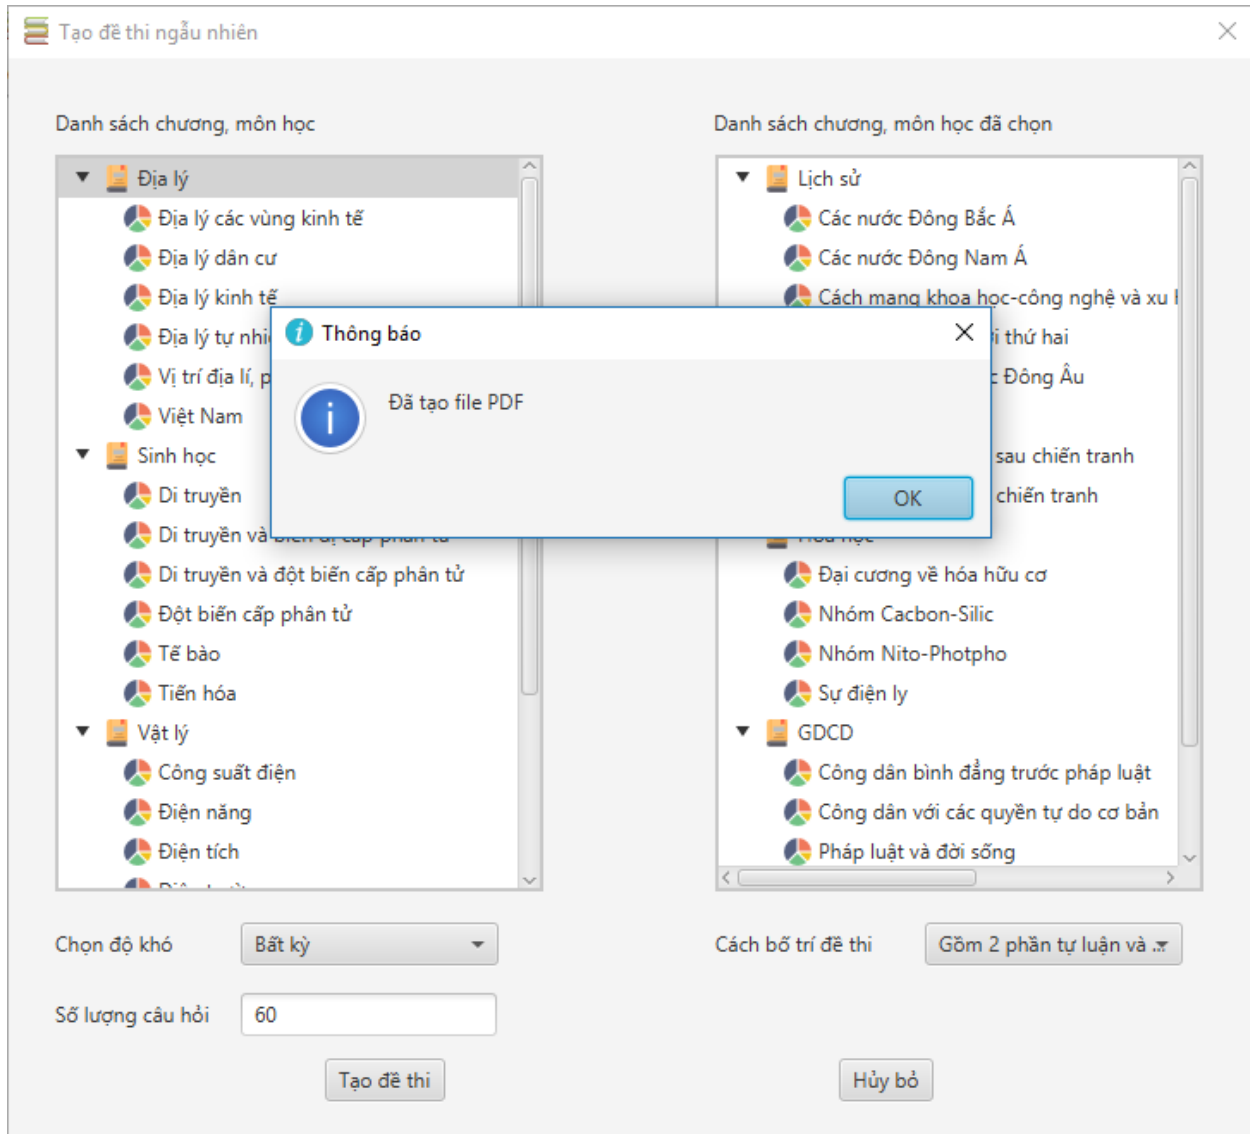 Tạo đề thi ngẫu nhiên
Danh sách chương, môn học
Địa lý
Địa lý các vùng kinh tế
Địa lý dân cư
Địa lý kinh tế
Địa lý tự
Vị trí địa lí,
Việt Nam
Sinh học
Di truyền
Di truyền và biến dị cấp phân tử
Di truyền và đột biến cấp phân tử
Đột biến cấp phân tử
Tế bào
Tiến hóa
Vật lý
Công suất điện
Điện năng
Điện tích
Danh sách chương, môn học đã chọn
Lịch sử
Các nước Đông Bắc Á
Các nước Đông Nam Á
Cách mạng khoa học-công nghệ và xu
thứ hai
Đông Âu
sau chiến tranh
chiến tranh
Hóa học
Đại cương về hóa hữu cơ
Nhóm Cacbon-Silic
Nhóm Nito-Photpho
Sự điện ly
GDCD
Công dân bình đẳng trước pháp luật
Công dân với các quyền tự do cơ bản
Pháp luật và đời sống
Thông báo
Đã tạo file PDF
OK
Chọn độ khó
Bất kỳ
Cách bố trí đề thi
Gồm 2 phần tự luận và ...
Số lượng câu hỏi
60
Tạo đề thi
Hủy bỏ